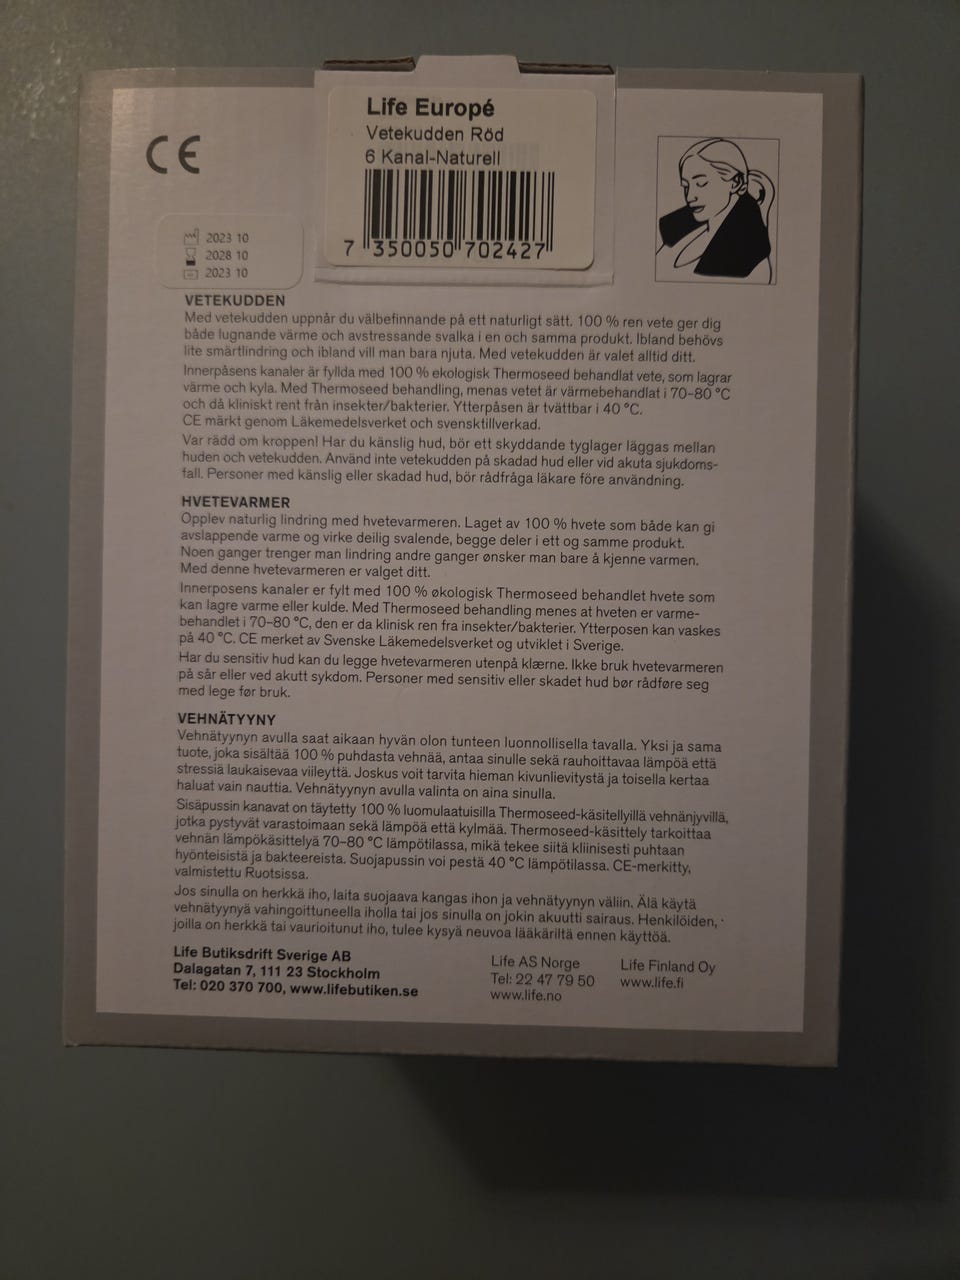 Life Europé
Vetekudden Röd
6 Kanal-Naturell
7 350050 702427
CE
2023 10
2028 10
2023 10
VETEKUDDEN
Med vetekudden uppnår du välbefinnande på ett naturligt sätt. 100 % ren vete ger dig
både lugnande värme och avstressande svalka i en och samma produkt. Ibland behövs
lite smärtlindring och ibland vill man bara njuta. Med vetekudden är valet alltid ditt.
Innerpåsens kanaler är fyllda med 100 % ekologisk Thermoseed behandlat vete, som lagrar
värme och kyla. Med Thermoseed behandling, menas vetet är värmebehandlat i 70–80 °C
och då kliniskt rent från insekter/bakterier. Ytterpåsen är tvättbar i 40 °C.
CE märkt genom Läkemedelsverket och svensktillverkad.
Var rädd om kroppen! Har du känslig hud, bör ett skyddande tyglager läggas mellan
huden och vetekudden. Använd inte vetekudden på skadad hud eller vid akuta sjukdoms-
fall. Personer med känslig eller skadad hud, bör rådfråga läkare före användning.
HVETEVARMER
Opplev naturlig lindring med hvetevarmeren. Laget av 100 % hvete som både kan gi
avslappende varme og virke deilig svalende, begge deler i ett og samme produkt.
Noen ganger trenger man lindring andre ganger ønsker man bare å kjenne varmen.
Med denne hvetevarmeren er valget ditt.
Innerposens kanaler er fylt med 100 % økologisk Thermoseed behandlet hvete som
kan lagre varme eller kulde. Med Thermoseed behandling menes at hveten er varme-
behandlet i 70–80 °C, den er da klinisk ren fra insekter/bakterier. Ytterposen kan vaskes
på 40 °C. CE merket av Svenske Läkemedelsverket og utviklet i Sverige.
Har du sensitiv hud kan du legge hvetevarmeren utenpå klærne. Ikke bruk hvetevarmeren
på sår eller ved akutt sykdom. Personer med sensitiv eller skadet hud bør rådføre seg
med lege før bruk.
VEHNÄTYYNY
Vehnätyynyn avulla saat aikaan hyvän olon tunteen luonnollisella tavalla. Yksi ja sama
tuote, joka sisältää 100 % puhdasta vehnää, antaa sinulle sekä rauhoittavaa lämpöä että
stressiä laukaisevaa viileyttä. Joskus voit tarvita hieman kivunlievitystä ja toisella kertaa
haluat vain nauttia. Vehnätyynyn avulla valinta on aina sinulla.
Sisäpussin kanavat on täytetty 100 % luomulaatuisilla Thermoseed-käsitellyillä vehnänjyvillä,
jotka pystyvät varastoimaan sekä lämpöä että kylmää. Thermoseed-käsittely tarkoittaa
vehnän lämpökäsittelyä 70–80 °C lämpötilassa, mikä tekee siitä kliinisesti puhtaan
hyönteisistä ja bakteereista. Suojapussin voi pestä 40 °C lämpötilassa. CE-merkitty,
valmistettu Ruotsissa.
Jos sinulla on herkkä iho, laita suojaava kangas ihon ja vehnätyynyn väliin. Älä käytä
vehnätyynyä vahingoittuneella iholla tai jos sinulla on jokin akuutti sairaus. Henkilöiden,
joilla on herkkä tai vaurioitunut iho, tulee kysyä neuvoa lääkäriltä ennen käyttöä.
Life Butiksdrift Sverige AB
Dalagatan 7, 111 23 Stockholm
Tel: 020 370 700, www.lifebutiken.se
Life AS Norge
Tel: 22 47 79 50
www.life.no
Life Finland Oy
www.life.fi